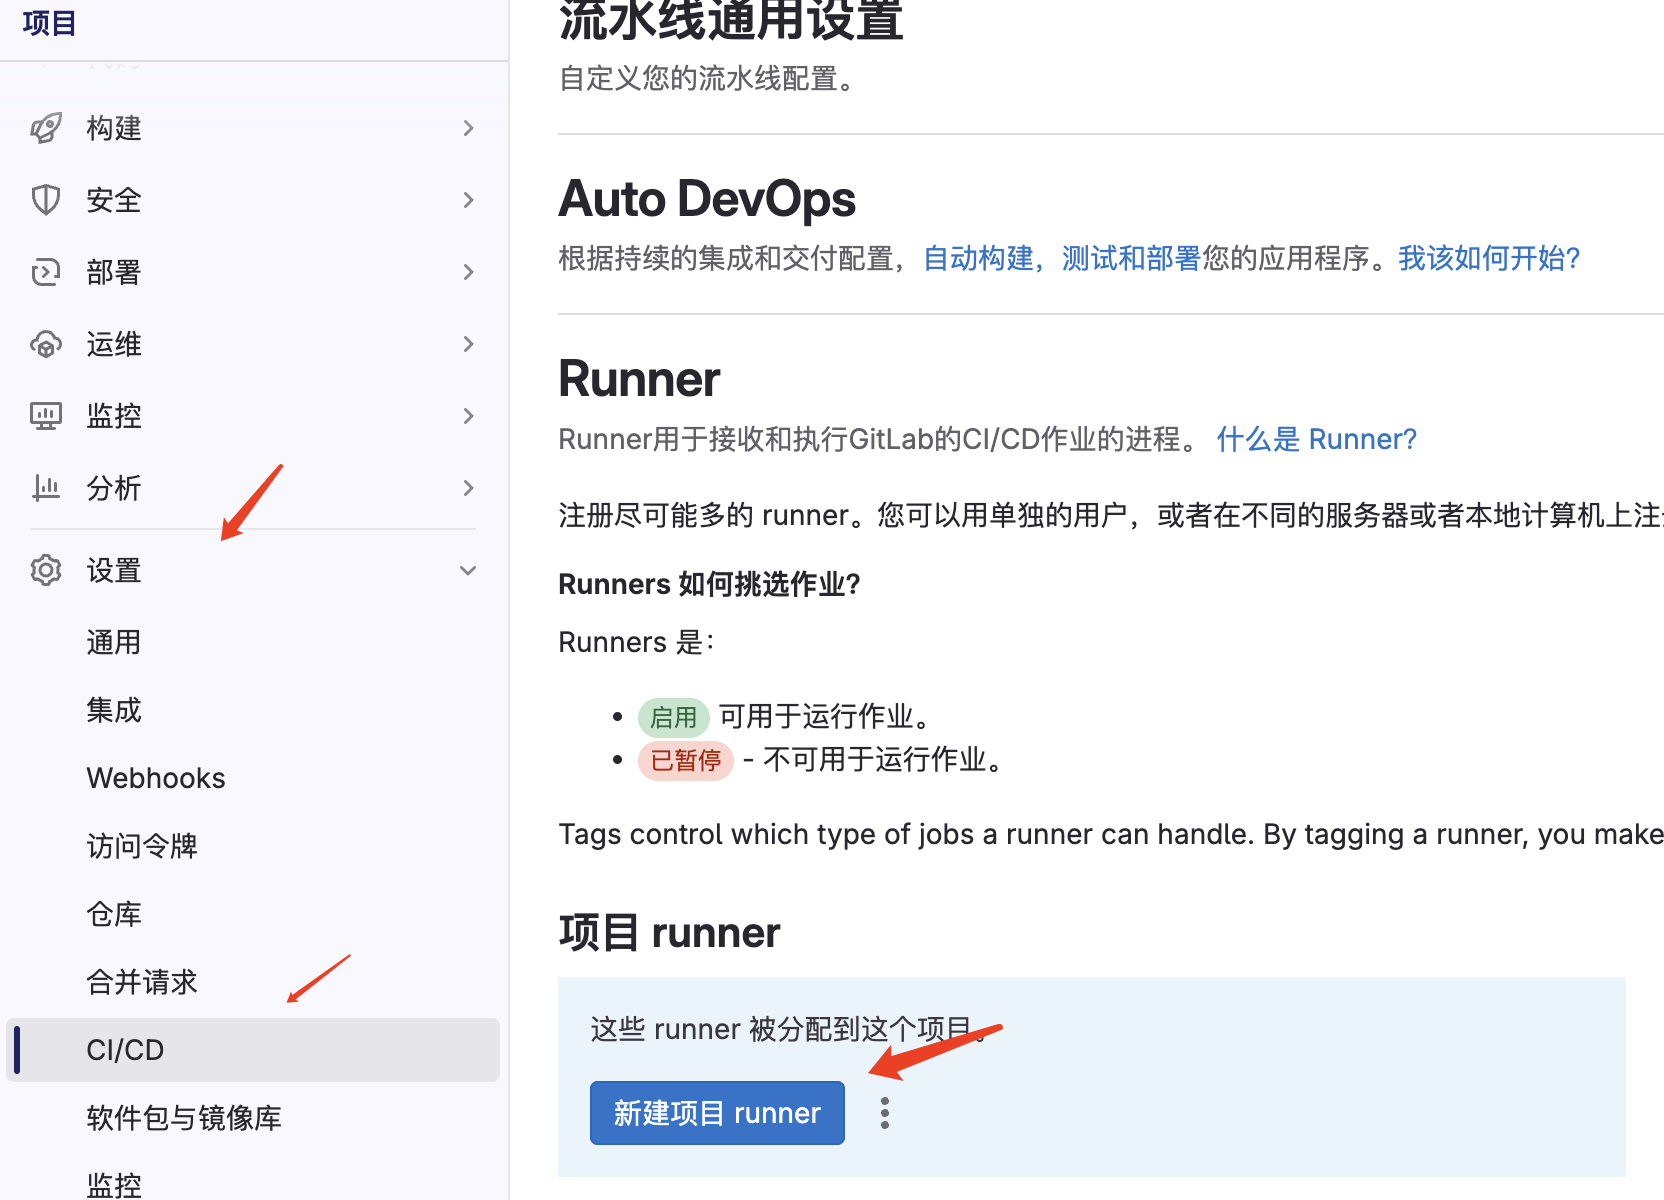 项目
构建
安全
部署
运维
监控
分析
设置
通用
集成
Webhooks
访问令牌
仓库
合并请求
CI/CD
软件包与镜像库
监控
流水线通用设置
自定义您的流水线配置。
Auto DevOps
根据持续的集成和交付配置，自动构建，测试和部署您的应用程序。我该如何开始?
Runner
Runner用于接收和执行GitLab的CI/CD作业的进程。 什么是 Runner?
注册尽可能多的 runner。您可以用单独的用户，或者在不同的服务器或者本地计算机上注
Runners 如何挑选作业?
Runners 是：
启用 可用于运行作业。
已暂停 - 不可用于运行作业。
Tags control which type of jobs a runner can handle. By tagging a runner, you make
项目 runner
这些 runner 被分配到这个项目。
新建项目 runner